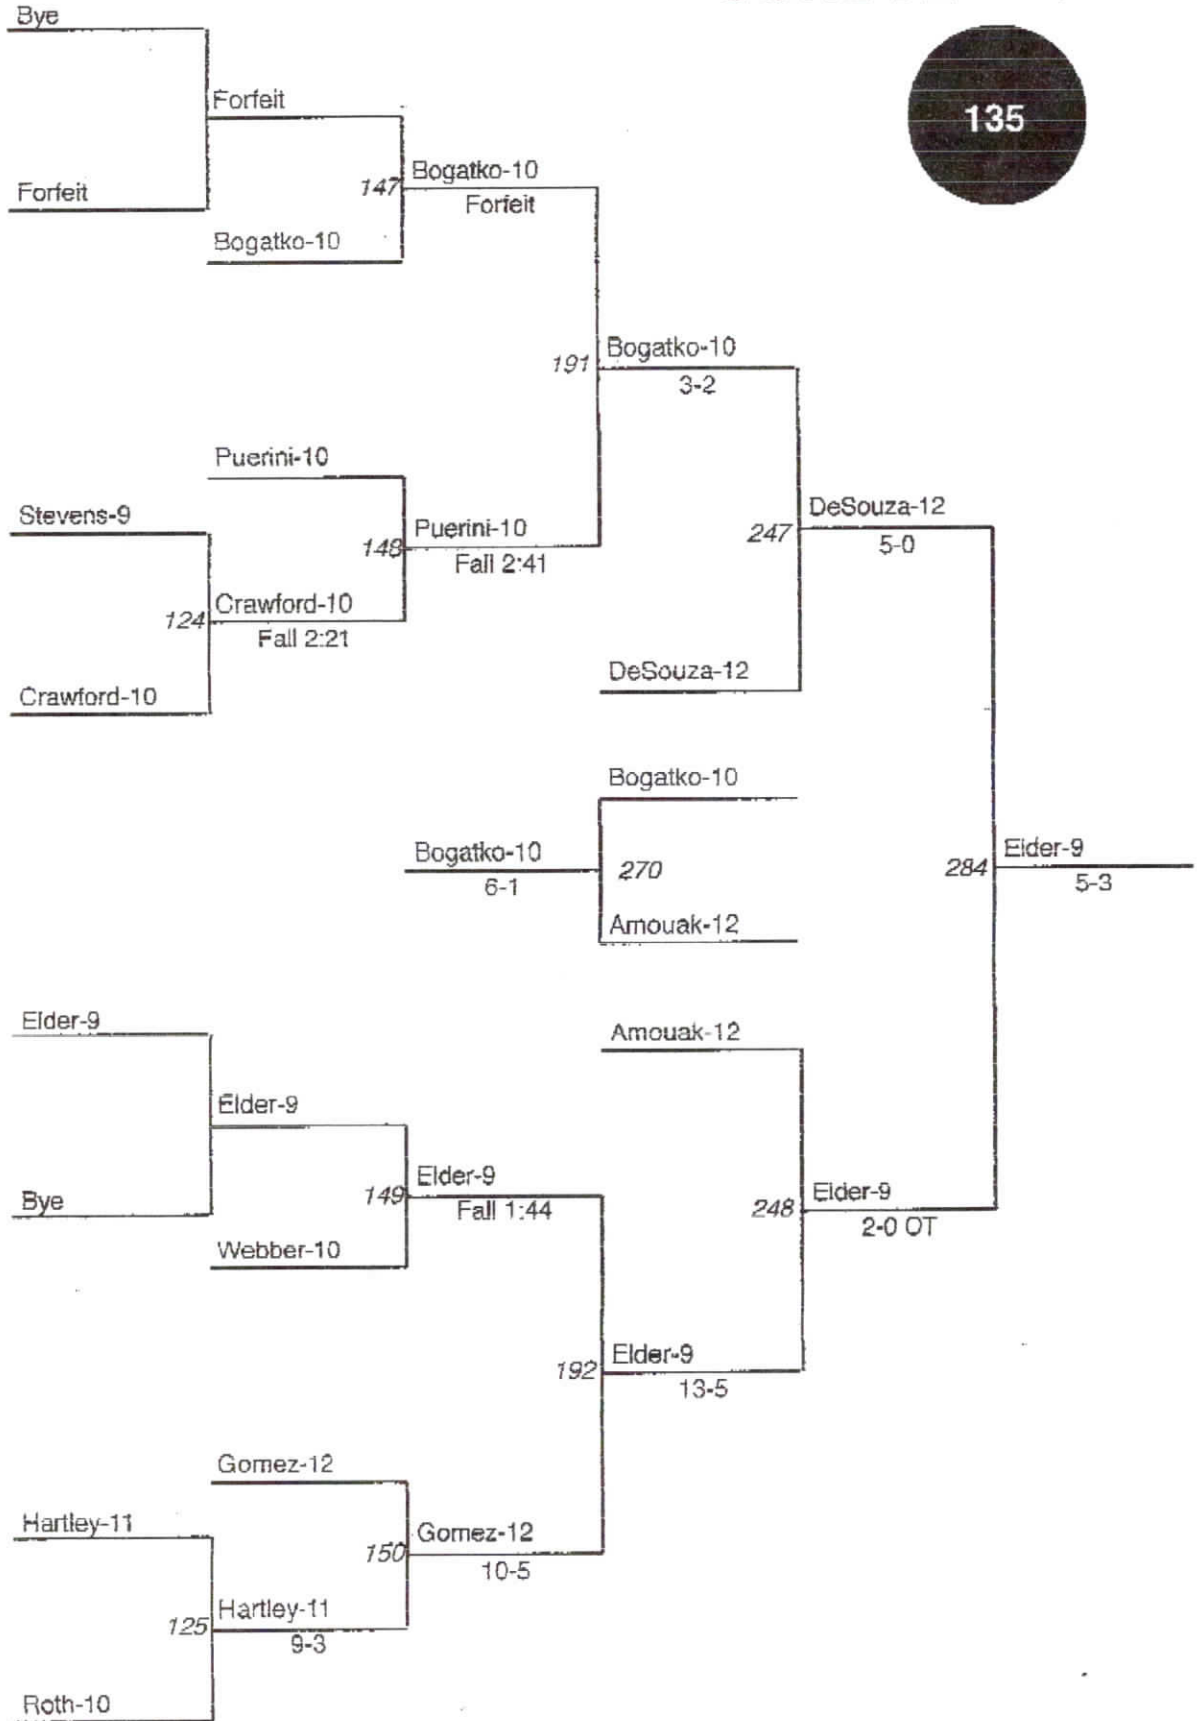 135
Bye
Forfeit
Forfeit
147
Bogatko-10
Forfeit
Bogatko-10
191
Bogatko-10
3-2
Puerini-10
Stevens-9
148
Puerini-10
Fall 2:41
124
Crawford-10
Fall 2:21
Crawford-10
247
DeSouza-12
5-0
DeSouza-12
Bogatko-10
Bogatko-10
6-1
270
Amouak-12
284
Elder-9
5-3
Elder-9
Amouak-12
Elder-9
Bye
149
Elder-9
Fall 1:44
248
Elder-9
2-0 OT
Webber-10
192
Elder-9
13-5
Gomez-12
Hartley-11
150
Gomez-12
10-5
125
Hartley-11
9-3
Roth-10